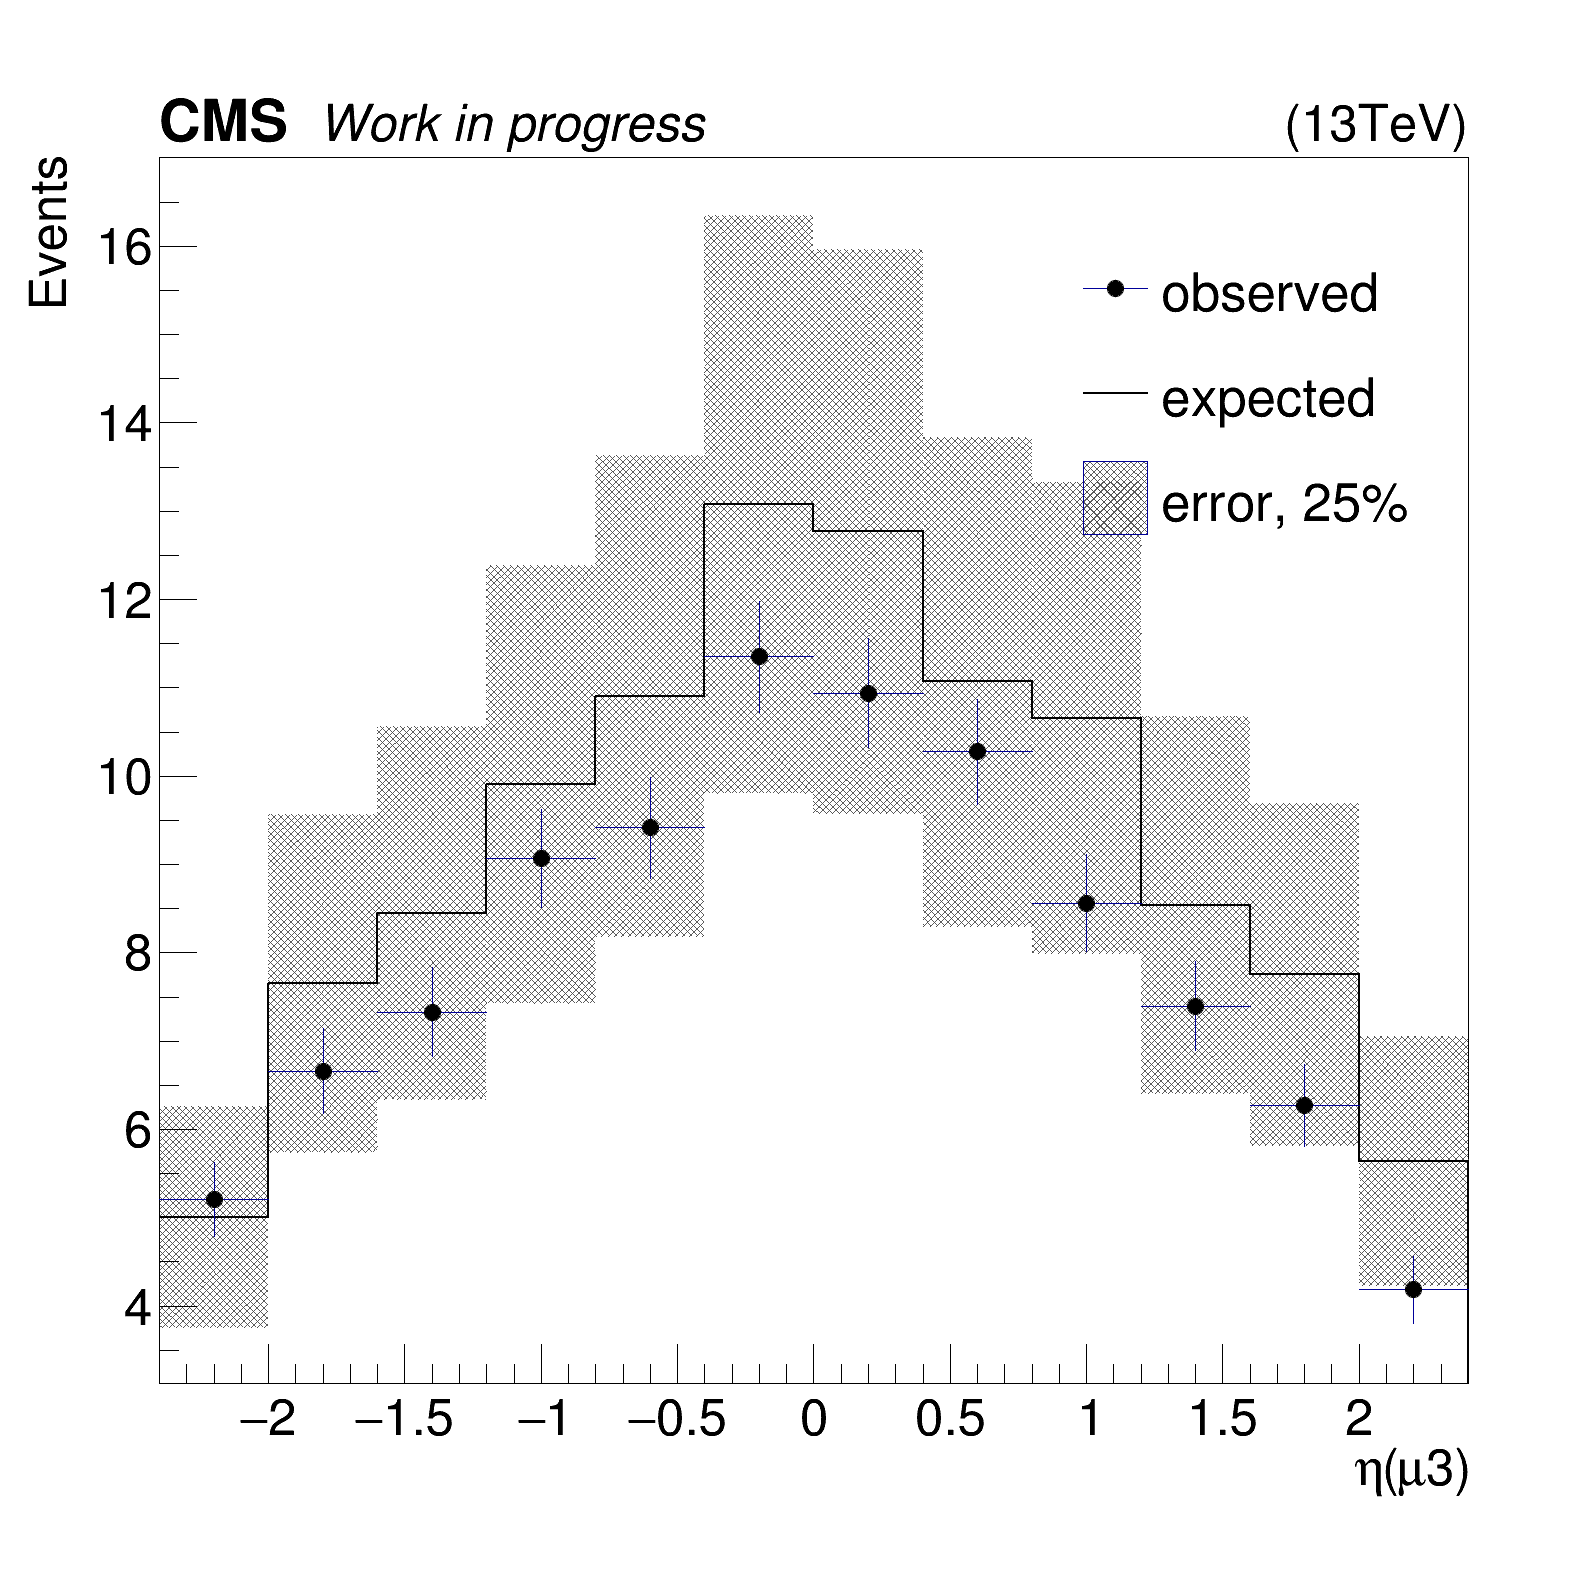 CMS Work in progress (13TeV)
Events
16
14
12
10
8
6
4
observed
expected
error, 25%
−2 −1.5 −1 −0.5 0 0.5 1 1.5 2
η(μ3)